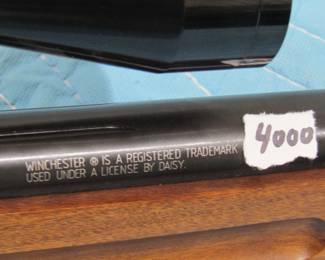 4000
WINCHESTER ® IS A REGISTERED TRADEMARK
USED UNDER A LICENSE BY DAISY.